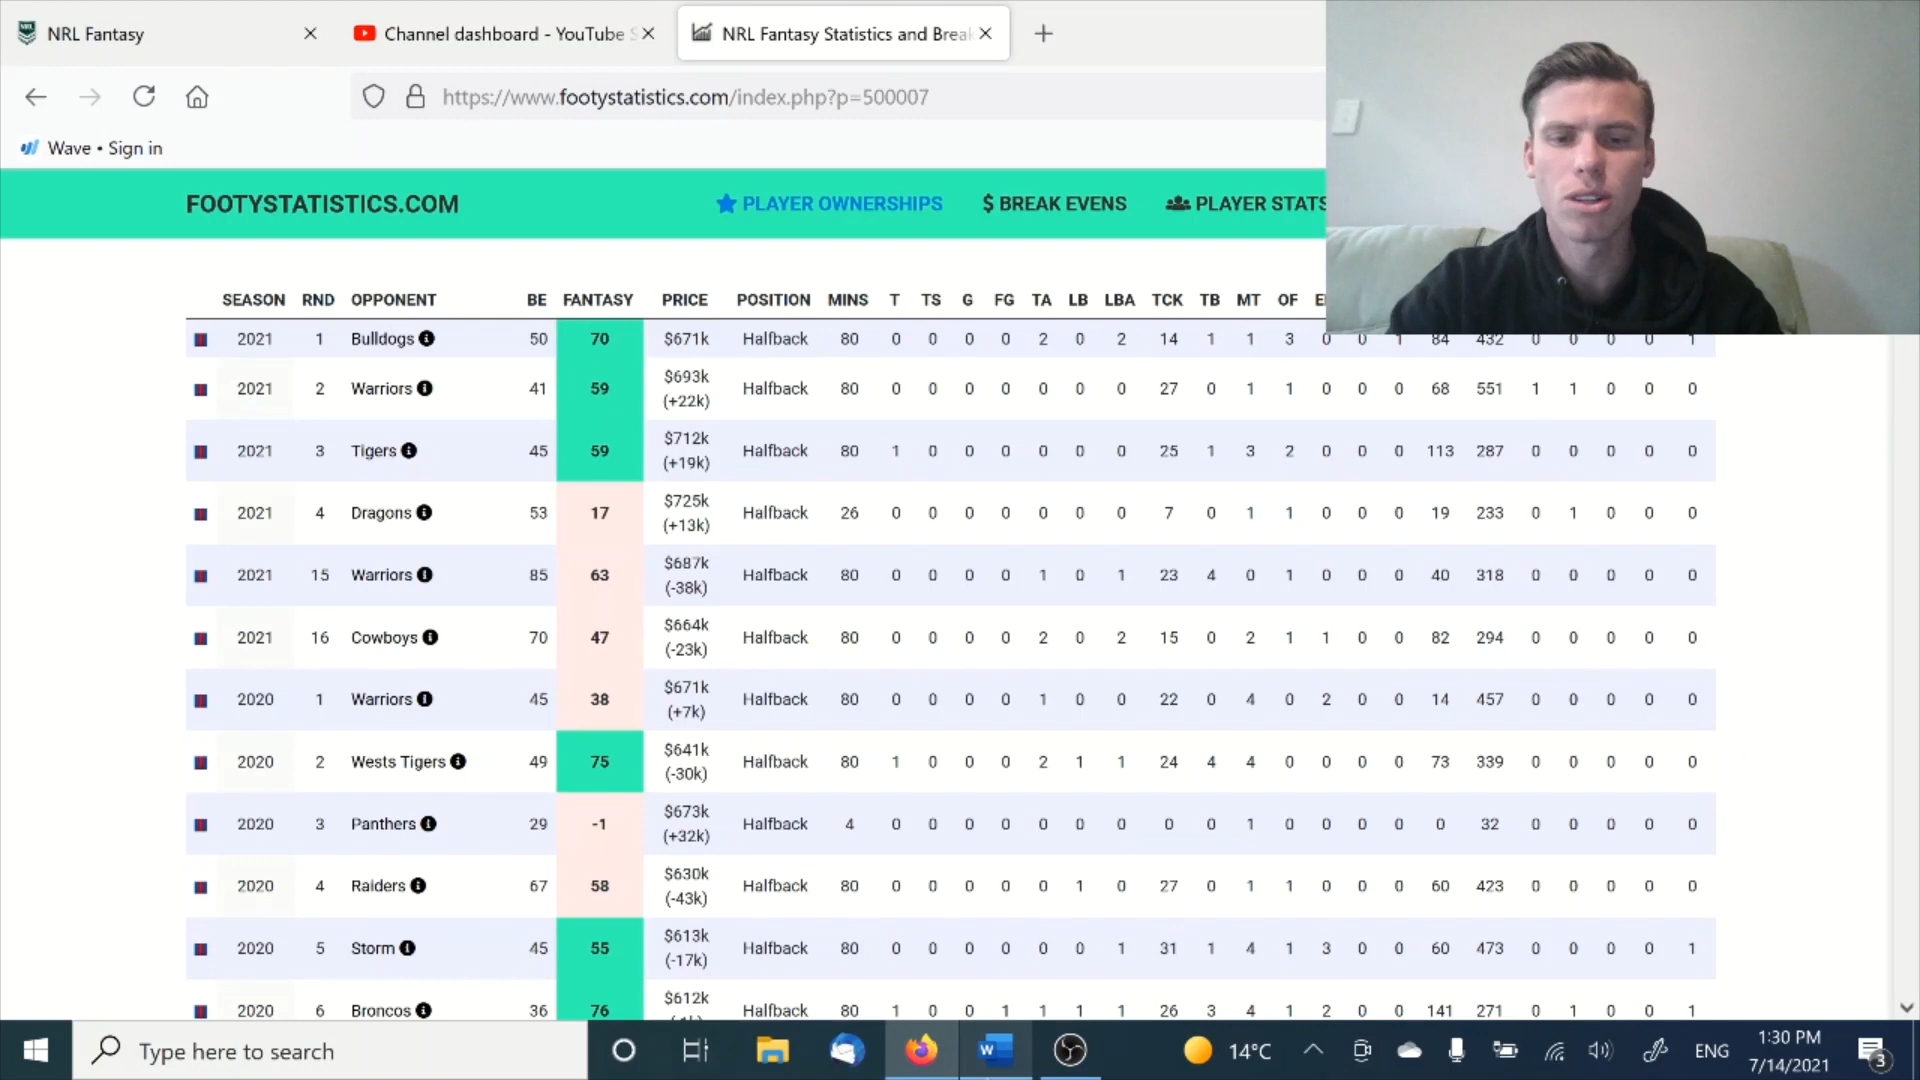 NRL Fantasy
Channel dashboard - YouTube S
NRL Fantasy Statistics and Break
https://www.footystatistics.com/index.php?p=500007
Wave • Sign in
FOOTYSTATISTICS.COM
PLAYER OWNERSHIPS
$ BREAK EVENS
PLAYER STATS
SEASON RND OPPONENT BE FANTASY PRICE POSITION MINS T TS G FG TA LB LBA TCK TB MT OF
2021 1 Bulldogs 50 70 $671k Halfback 80 0 0 0 0 2 0 2 14 1 1 3 0 0 1 84 432 0 0 0 0 1
2021 2 Warriors 41 59 $693k (+22k) Halfback 80 0 0 0 0 0 0 0 27 0 1 1 0 0 0 68 551 1 1 0 0 0
2021 3 Tigers 45 59 $712k (+19k) Halfback 80 1 0 0 0 0 0 0 25 1 3 2 0 0 0 113 287 0 0 0 0 0
2021 4 Dragons 53 17 $725k (+13k) Halfback 26 0 0 0 0 0 0 0 7 0 1 1 0 0 0 19 233 0 1 0 0 0
2021 15 Warriors 85 63 $687k (-38k) Halfback 80 0 0 0 0 1 0 1 23 4 0 1 0 0 0 40 318 0 0 0 0 0
2021 16 Cowboys 70 47 $664k (-23k) Halfback 80 0 0 0 0 2 0 2 15 0 2 1 1 0 0 82 294 0 0 0 0 0
2020 1 Warriors 45 38 $671k (+7k) Halfback 80 0 0 0 0 1 0 0 22 0 4 0 2 0 0 14 457 0 0 0 0 0
2020 2 Wests Tigers 49 75 $641k (-30k) Halfback 80 1 0 0 0 2 1 1 24 4 4 0 0 0 0 73 339 0 0 0 0 0
2020 3 Panthers 29 -1 $673k (+32k) Halfback 4 0 0 0 0 0 0 0 0 0 1 0 0 0 0 0 32 0 0 0 0 0
2020 4 Raiders 67 58 $630k (-43k) Halfback 80 0 0 0 0 0 1 0 27 0 1 1 0 0 0 60 423 0 0 0 0 0
2020 5 Storm 45 55 $613k (-17k) Halfback 80 0 0 0 0 0 0 1 31 1 4 1 3 0 0 60 473 0 0 0 0 1
2020 6 Broncos 36 76 $612k Halfback 80 1 0 0 1 1 1 1 26 3 4 1 2 0 0 141 271 0 1 0 0 1
Type here to search
14°C
ENG
1:30 PM
7/14/2021
3